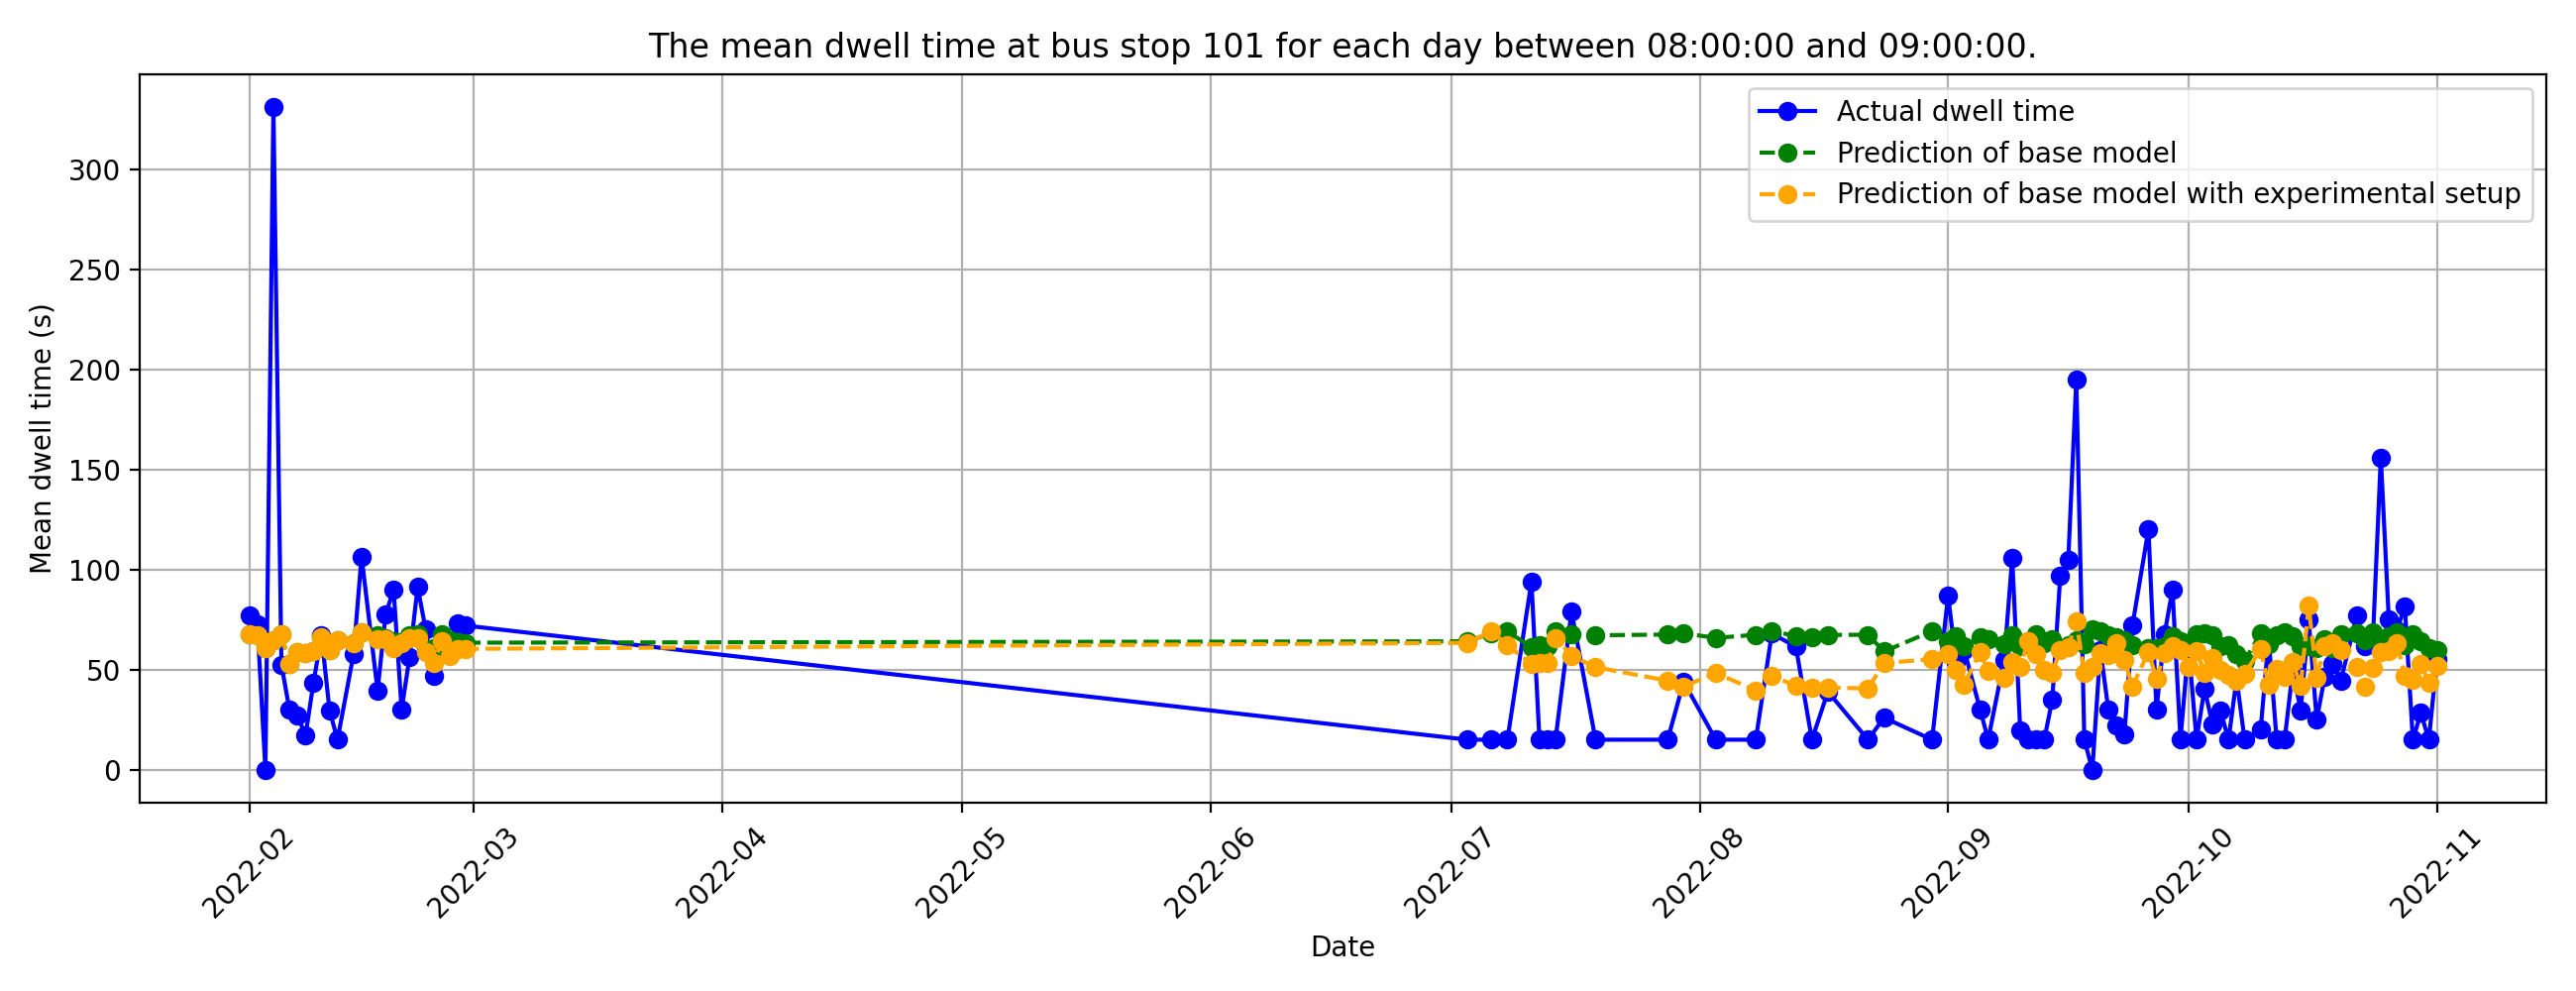 The mean dwell time at bus stop 101 for each day between 08:00:00 and 09:00:00.
Actual dwell time
Prediction of base model
Prediction of base model with experimental setup
Mean dwell time (s)
300
250
200
150
100
50
0
2022-02
2022-03
2022-04
2022-05
2022-06
2022-07
2022-08
2022-09
2022-10
2022-11
Date